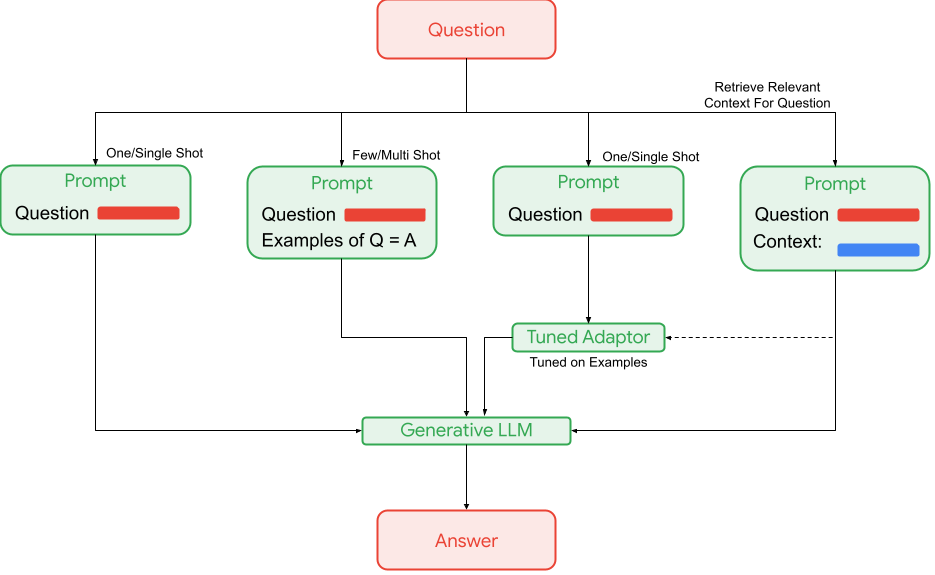 Question
Retrieve Relevant
Context For Question
One/Single Shot
Prompt
Question
Few/Multi Shot
Prompt
Question
Examples of Q = A
One/Single Shot
Prompt
Question
Prompt
Question
Context:
Tuned Adaptor
Tuned on Examples
Generative LLM
Answer